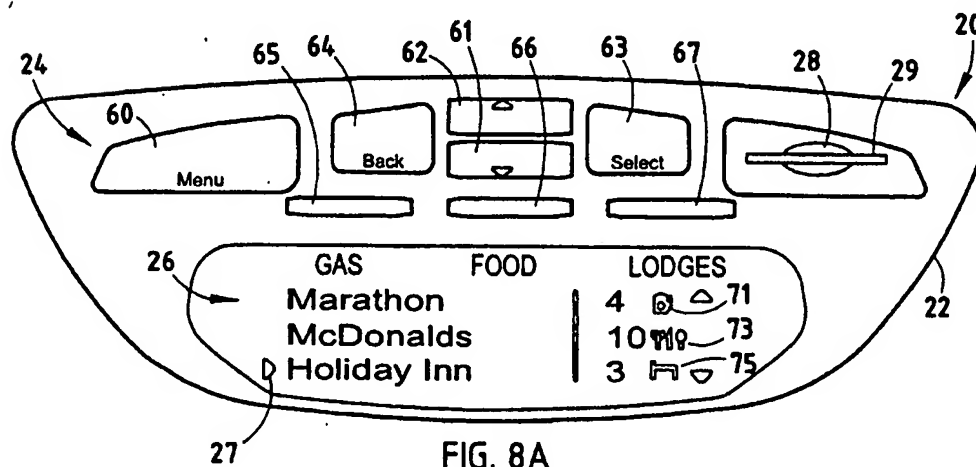 20
61
64
62
66
63
28
24
65
67
29
60
Back
Select
Menu
26
GAS FOOD LODGES
Marathon 4 71
22
McDonalds 10 73
Holiday Inn 3 75
27
FIG. 8A